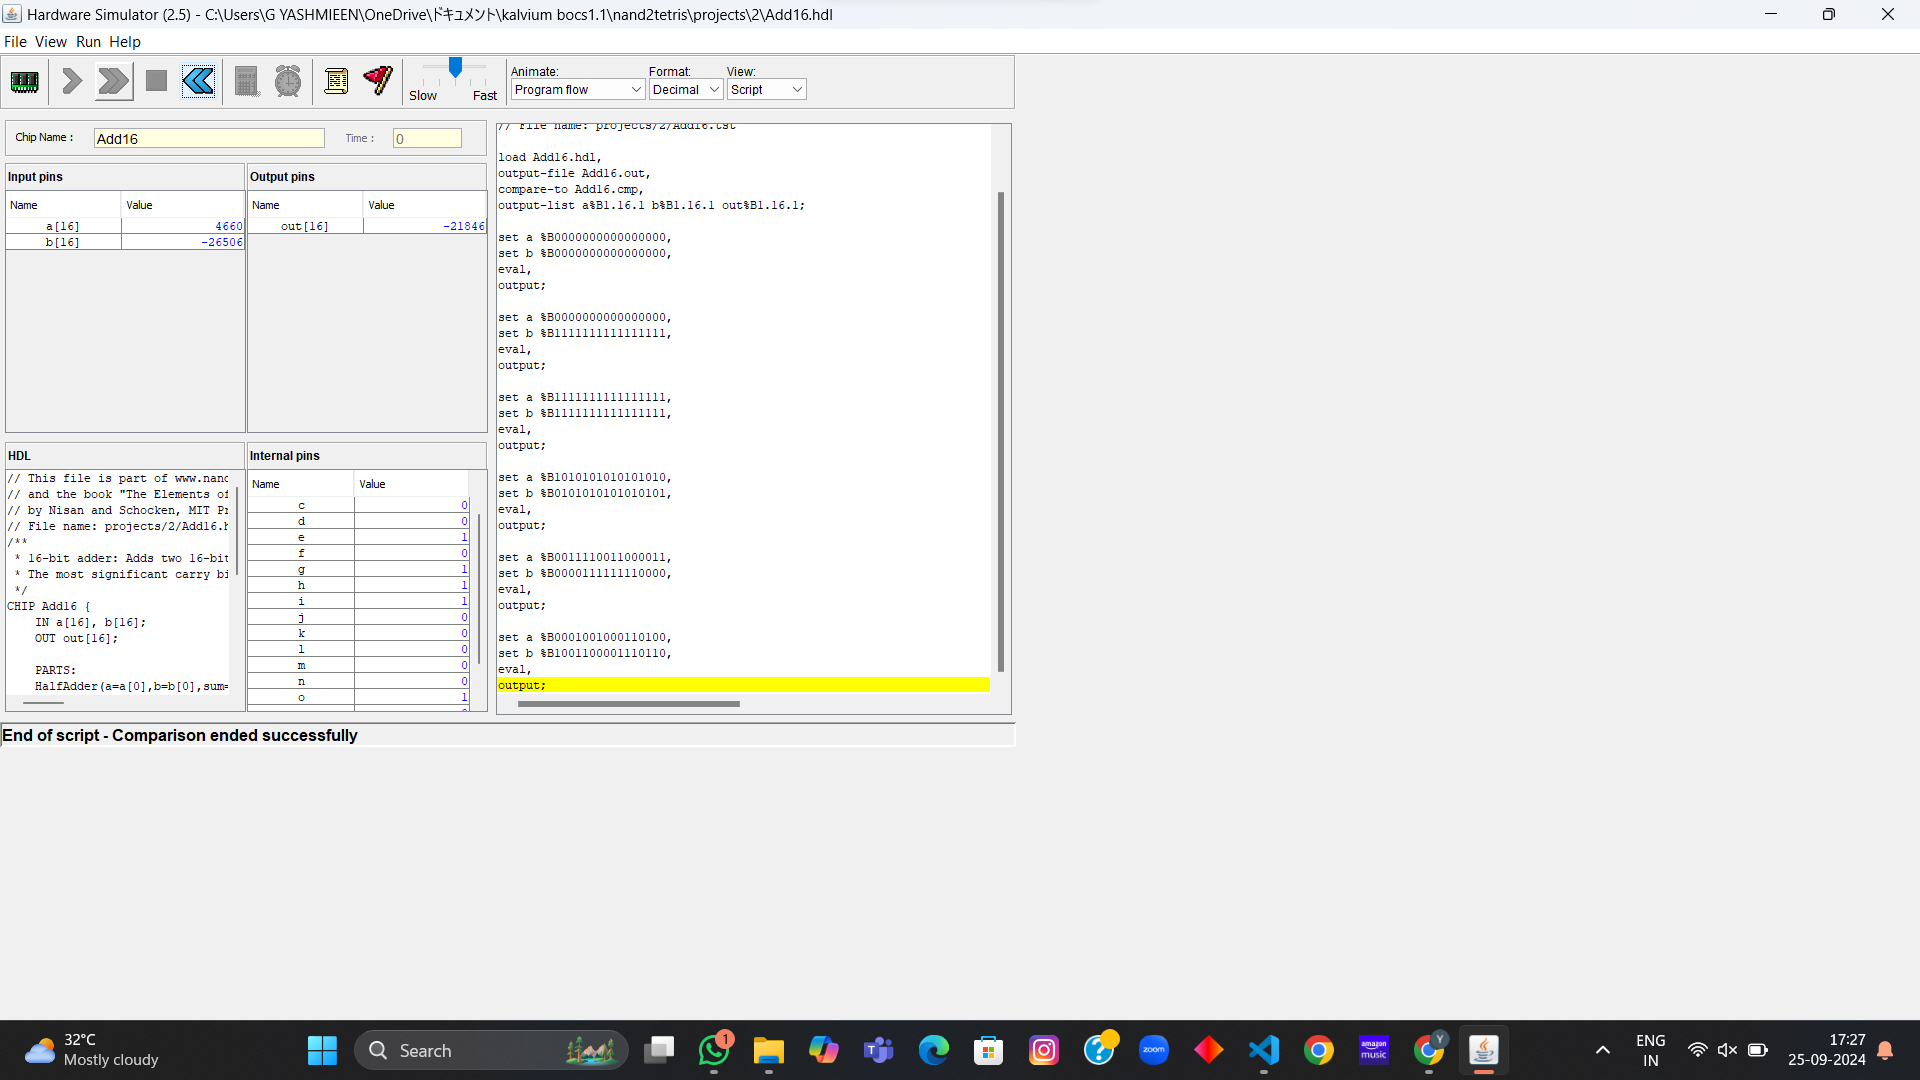 Hardware Simulator (2.5) - C:\Users\G YASHMIEEN\OneDrive\ドキュメント\kalvium bocs1.1\nand2tetris\projects\2\Add16.hdl
File View Run Help
Slow Fast
Animate:
Program flow
Format:
Decimal
View:
Script
Chip Name :
Add16
Time :
0
Input pins
Name Value
a[16] 4660
b[16] -26506
Output pins
Name Value
out[16] -21846
HDL
// This file is part of www.nand
// and the book "The Elements of
// by Nisan and Schocken, MIT Pr
// File name: projects/2/Add16.h
/**
* 16-bit adder: Adds two 16-bit
* The most significant carry bi
*/
CHIP Add16 {
IN a[16], b[16];
OUT out[16];
PARTS:
HalfAdder(a=a[0],b=b[0],sum=
Internal pins
Name Value
c 0
d 0
e 1
f 0
g 1
h 1
i 1
j 0
k 0
l 0
m 0
n 0
o 1
// File name: projects/2/Add16.tst
load Add16.hdl,
output-file Add16.out,
compare-to Add16.cmp,
output-list a%B1.16.1 b%B1.16.1 out%B1.16.1;
set a %B0000000000000000,
set b %B0000000000000000,
eval,
output;
set a %B0000000000000000,
set b %B1111111111111111,
eval,
output;
set a %B1111111111111111,
set b %B1111111111111111,
eval,
output;
set a %B1010101010101010,
set b %B0101010101010101,
eval,
output;
set a %B0011110011000011,
set b %B0000111111110000,
eval,
output;
set a %B0001001000110100,
set b %B1001100001110110,
eval,
output;
End of script - Comparison ended successfully
32°C
Mostly cloudy
Search
1
zoom
amazon music
Y
ENG
IN
17:27
25-09-2024